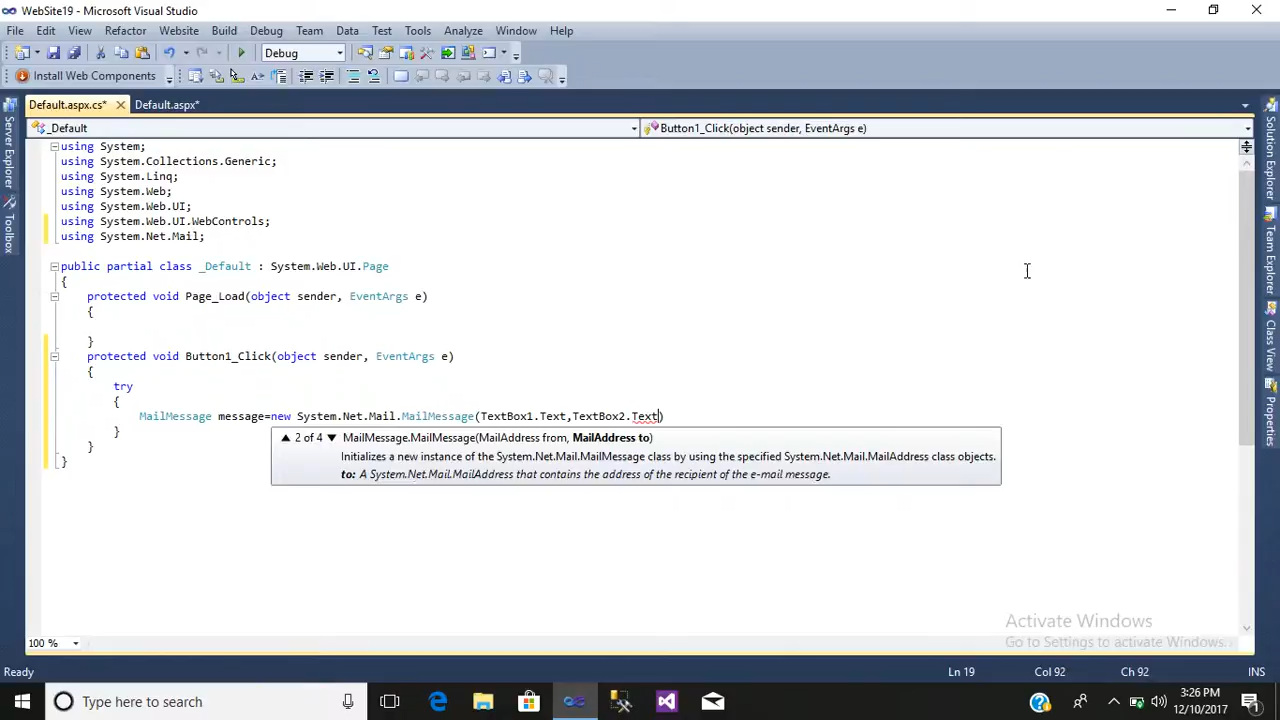 WebSite19 - Microsoft Visual Studio
File Edit View Refactor Website Build Debug Team Data Test Tools Analyze Window Help
Debug
Install Web Components
Default.aspx.cs* Default.aspx*
_Default Button1_Click(object sender, EventArgs e)
Server Explorer
Toolbox
Solution Explorer
Team Explorer
Class View
Properties
using System;
using System.Collections.Generic;
using System.Linq;
using System.Web;
using System.Web.UI;
using System.Web.UI.WebControls;
using System.Net.Mail;
public partial class _Default : System.Web.UI.Page
{
protected void Page_Load(object sender, EventArgs e)
{
}
protected void Button1_Click(object sender, EventArgs e)
{
try
{
MailMessage message=new System.Net.Mail.MailMessage(TextBox1.Text,TextBox2.Text)
}
}
}
2 of 4 MailMessage.MailMessage(MailAddress from, MailAddress to)
Initializes a new instance of the System.Net.Mail.MailMessage class by using the specified System.Net.Mail.MailAddress class objects.
to: A System.Net.Mail.MailAddress that contains the address of the recipient of the e-mail message.
Activate Windows
Go to Settings to activate Windows.
100 %
Ready Ln 19 Col 92 Ch 92 INS
Type here to search
3:26 PM
12/10/2017